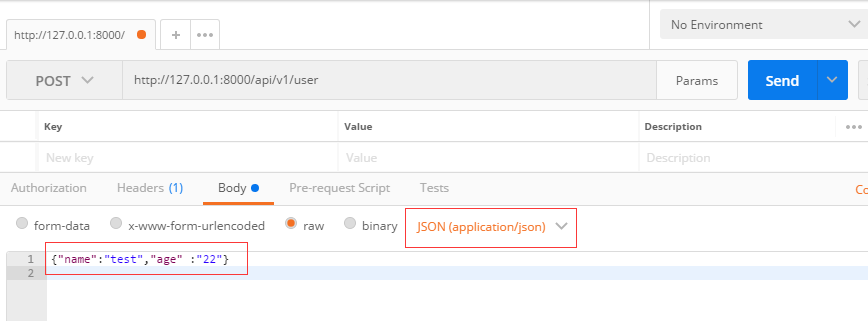 http://127.0.0.1:8000/
No Environment
POST http://127.0.0.1:8000/api/v1/user Params Send
Key Value Description
New key Value Description
Authorization Headers (1) Body Pre-request Script Tests Co
form-data x-www-form-urlencoded raw binary JSON (application/json)
1 {"name":"test","age" :"22"}
2